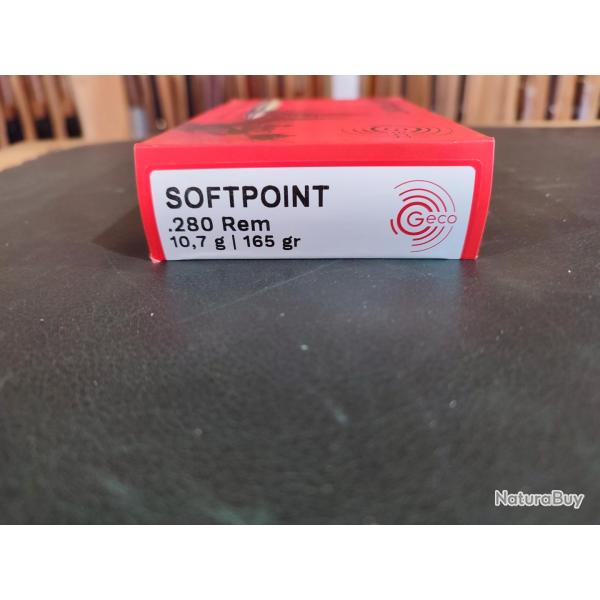 SOFTPOINT
.280 Rem
10,7 g | 165 gr
Geco
NaturaBuy